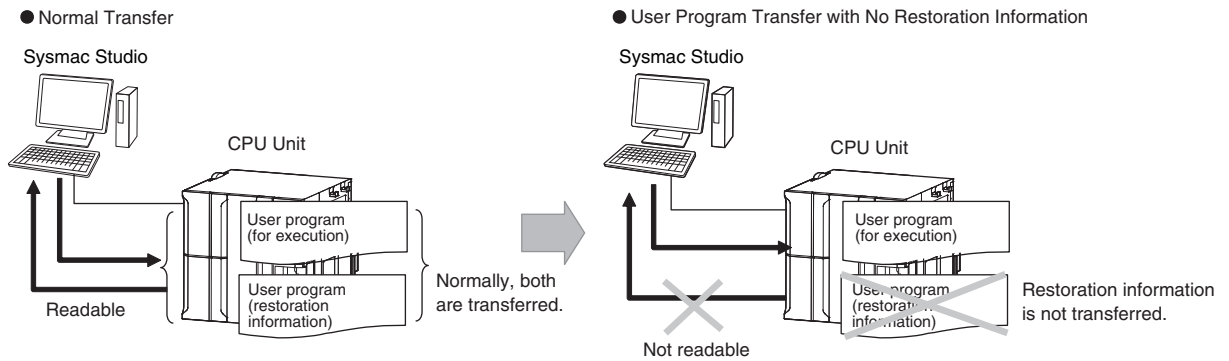 ● Normal Transfer
Sysmac Studio
CPU Unit
User program
(for execution)
User program
(restoration
information)
Readable
Normally, both
are transferred.
● User Program Transfer with No Restoration Information
Sysmac Studio
CPU Unit
User program
(for execution)
User program
(restoration
information)
Restoration information
is not transferred.
Not readable